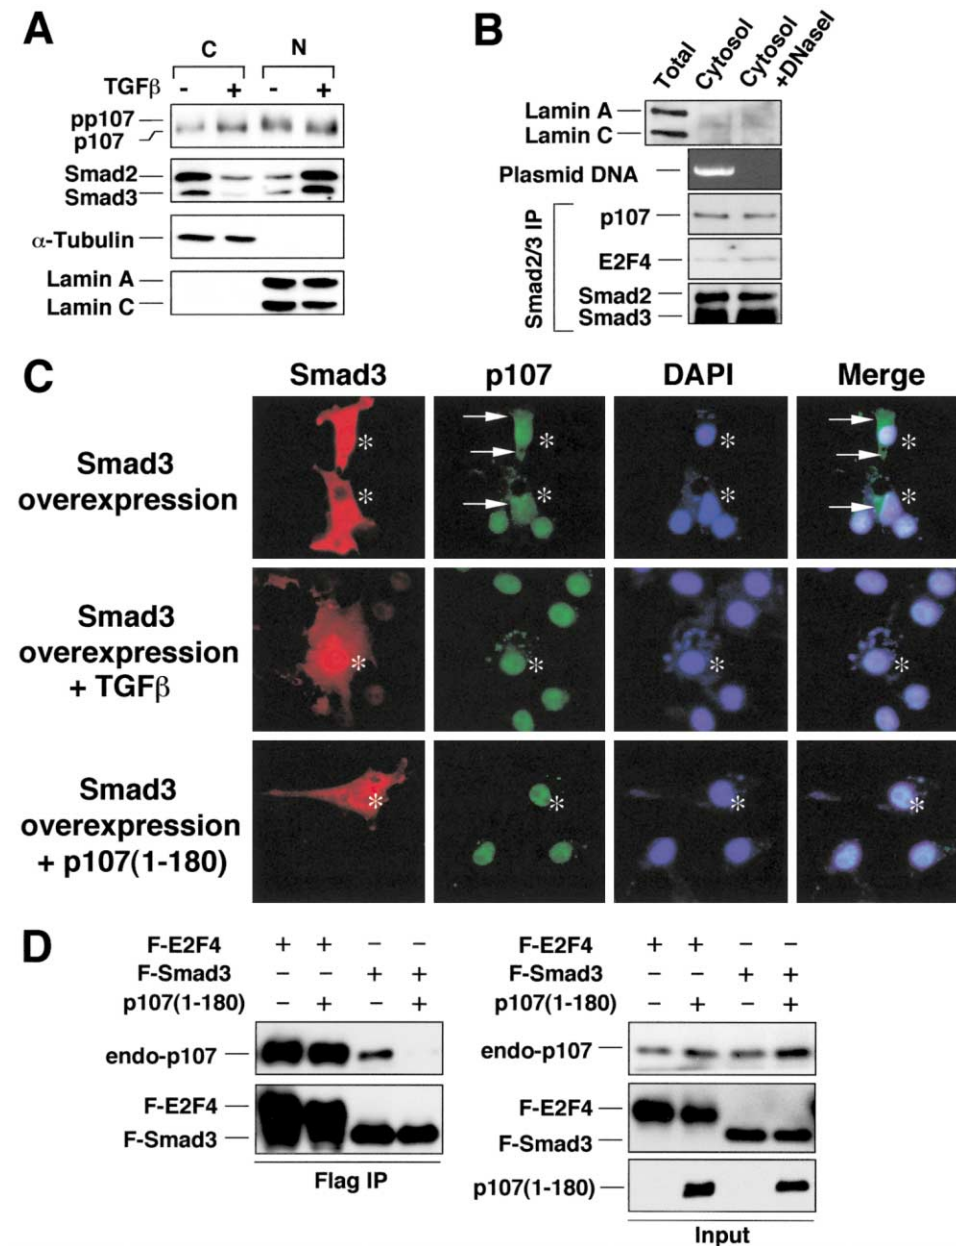 A
C N
TGFβ - + - +
pp107
p107
Smad2
Smad3
α-Tubulin
Lamin A
Lamin C
B
Total Cytosol Cytosol +DNaseI
Lamin A
Lamin C
Plasmid DNA
Smad2/3 IP
p107
E2F4
Smad2
Smad3
C
Smad3 p107 DAPI Merge
Smad3
overexpression
* * * * * *
Smad3
overexpression
+ TGFβ
* * * *
Smad3
overexpression
+ p107(1-180)
* * * *
D
F-E2F4 + + – –
F-Smad3 – – + +
p107(1-180) – + – +
endo-p107
F-E2F4
F-Smad3
Flag IP
F-E2F4 + + – –
F-Smad3 – – + +
p107(1-180) – + – +
endo-p107
F-E2F4
F-Smad3
p107(1-180)
Input